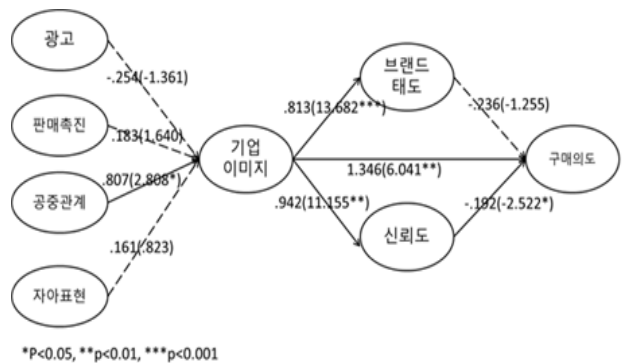 광고
-.254(-1.361)
판매촉진
.183(1.640)
공중관계
.807(2.808*)
자아표현
.161(.823)
기업
이미지
.813(13.682***)
1.346(6.041**)
.942(11.155**)
브랜드
태도
-.236(-1.255)
신뢰도
-.192(-2.522*)
구매의도
*P<0.05, **p<0.01, ***p<0.001